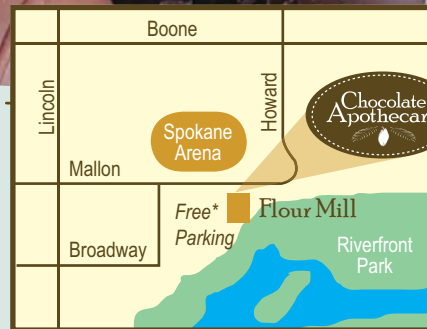 Boone
Lincoln
Howard
Chocolate
Apothecar
Spokane
Arena
Mallon
Free*
Parking
Flour Mill
Broadway
Riverfront
Park